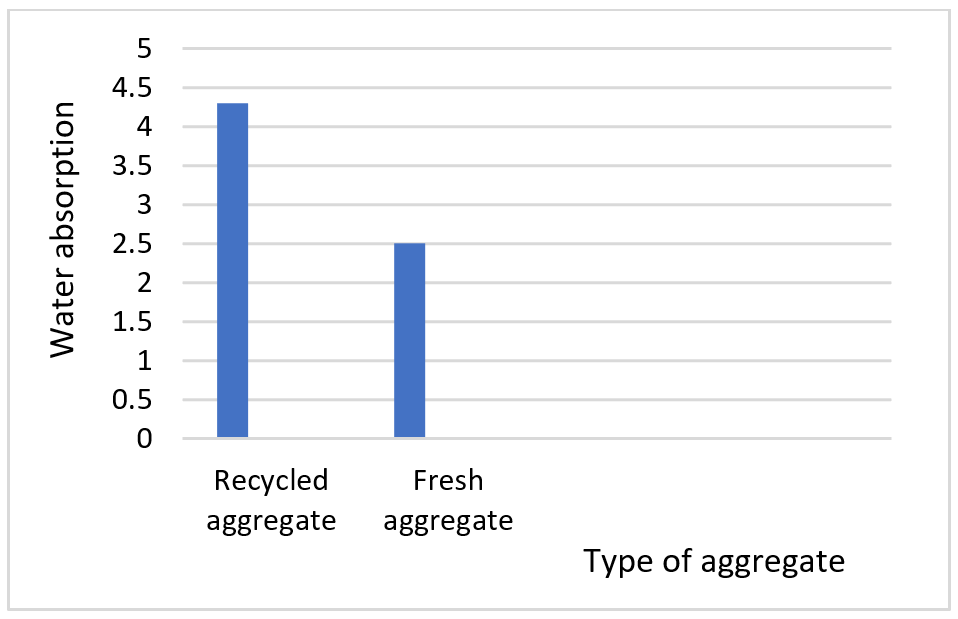 Water absorption
5
4.5
4
3.5
3
2.5
2
1.5
1
0.5
0
Recycled
aggregate
Fresh
aggregate
Type of aggregate